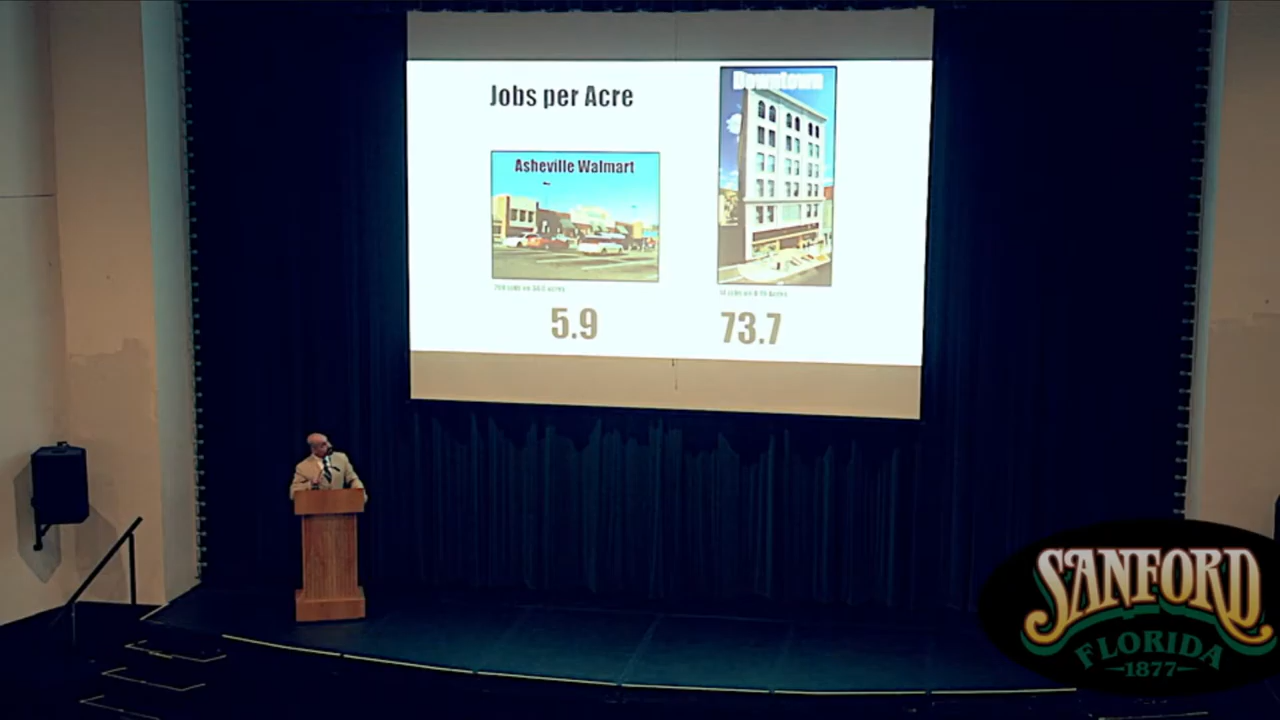 Jobs per Acre
Downtown
Asheville Walmart
5.9
73.7
SANFORD
FLORIDA
1877